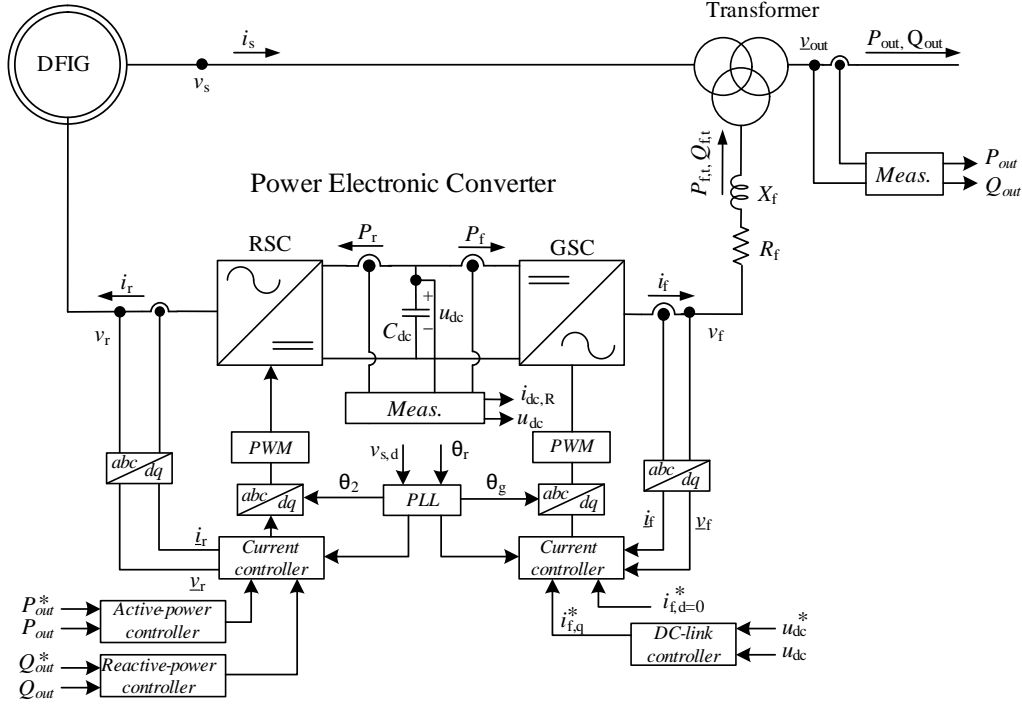 Transformer
DFIG
i_s
v_s
v_out
P_out, Q_out
P_f,t, Q_f,t
Meas.
P_out
Q_out
Power Electronic Converter
X_f
R_f
RSC
P_r
P_f
GSC
i_r
v_r
C_dc
+
−
u_dc
i_f
v_f
Meas.
i_dc,R
u_dc
PWM
v_s,d
θ_r
PWM
abc
dq
abc
dq
θ_2
PLL
θ_g
abc
dq
abc
dq
i_r
v_r
Current
controller
Current
controller
i_f
v_f
P*_out
P_out
Active-power
controller
i*_f,q
i*_f,d=0
DC-link
controller
u_dc*
u_dc
Q*_out
Q_out
Reactive-power
controller